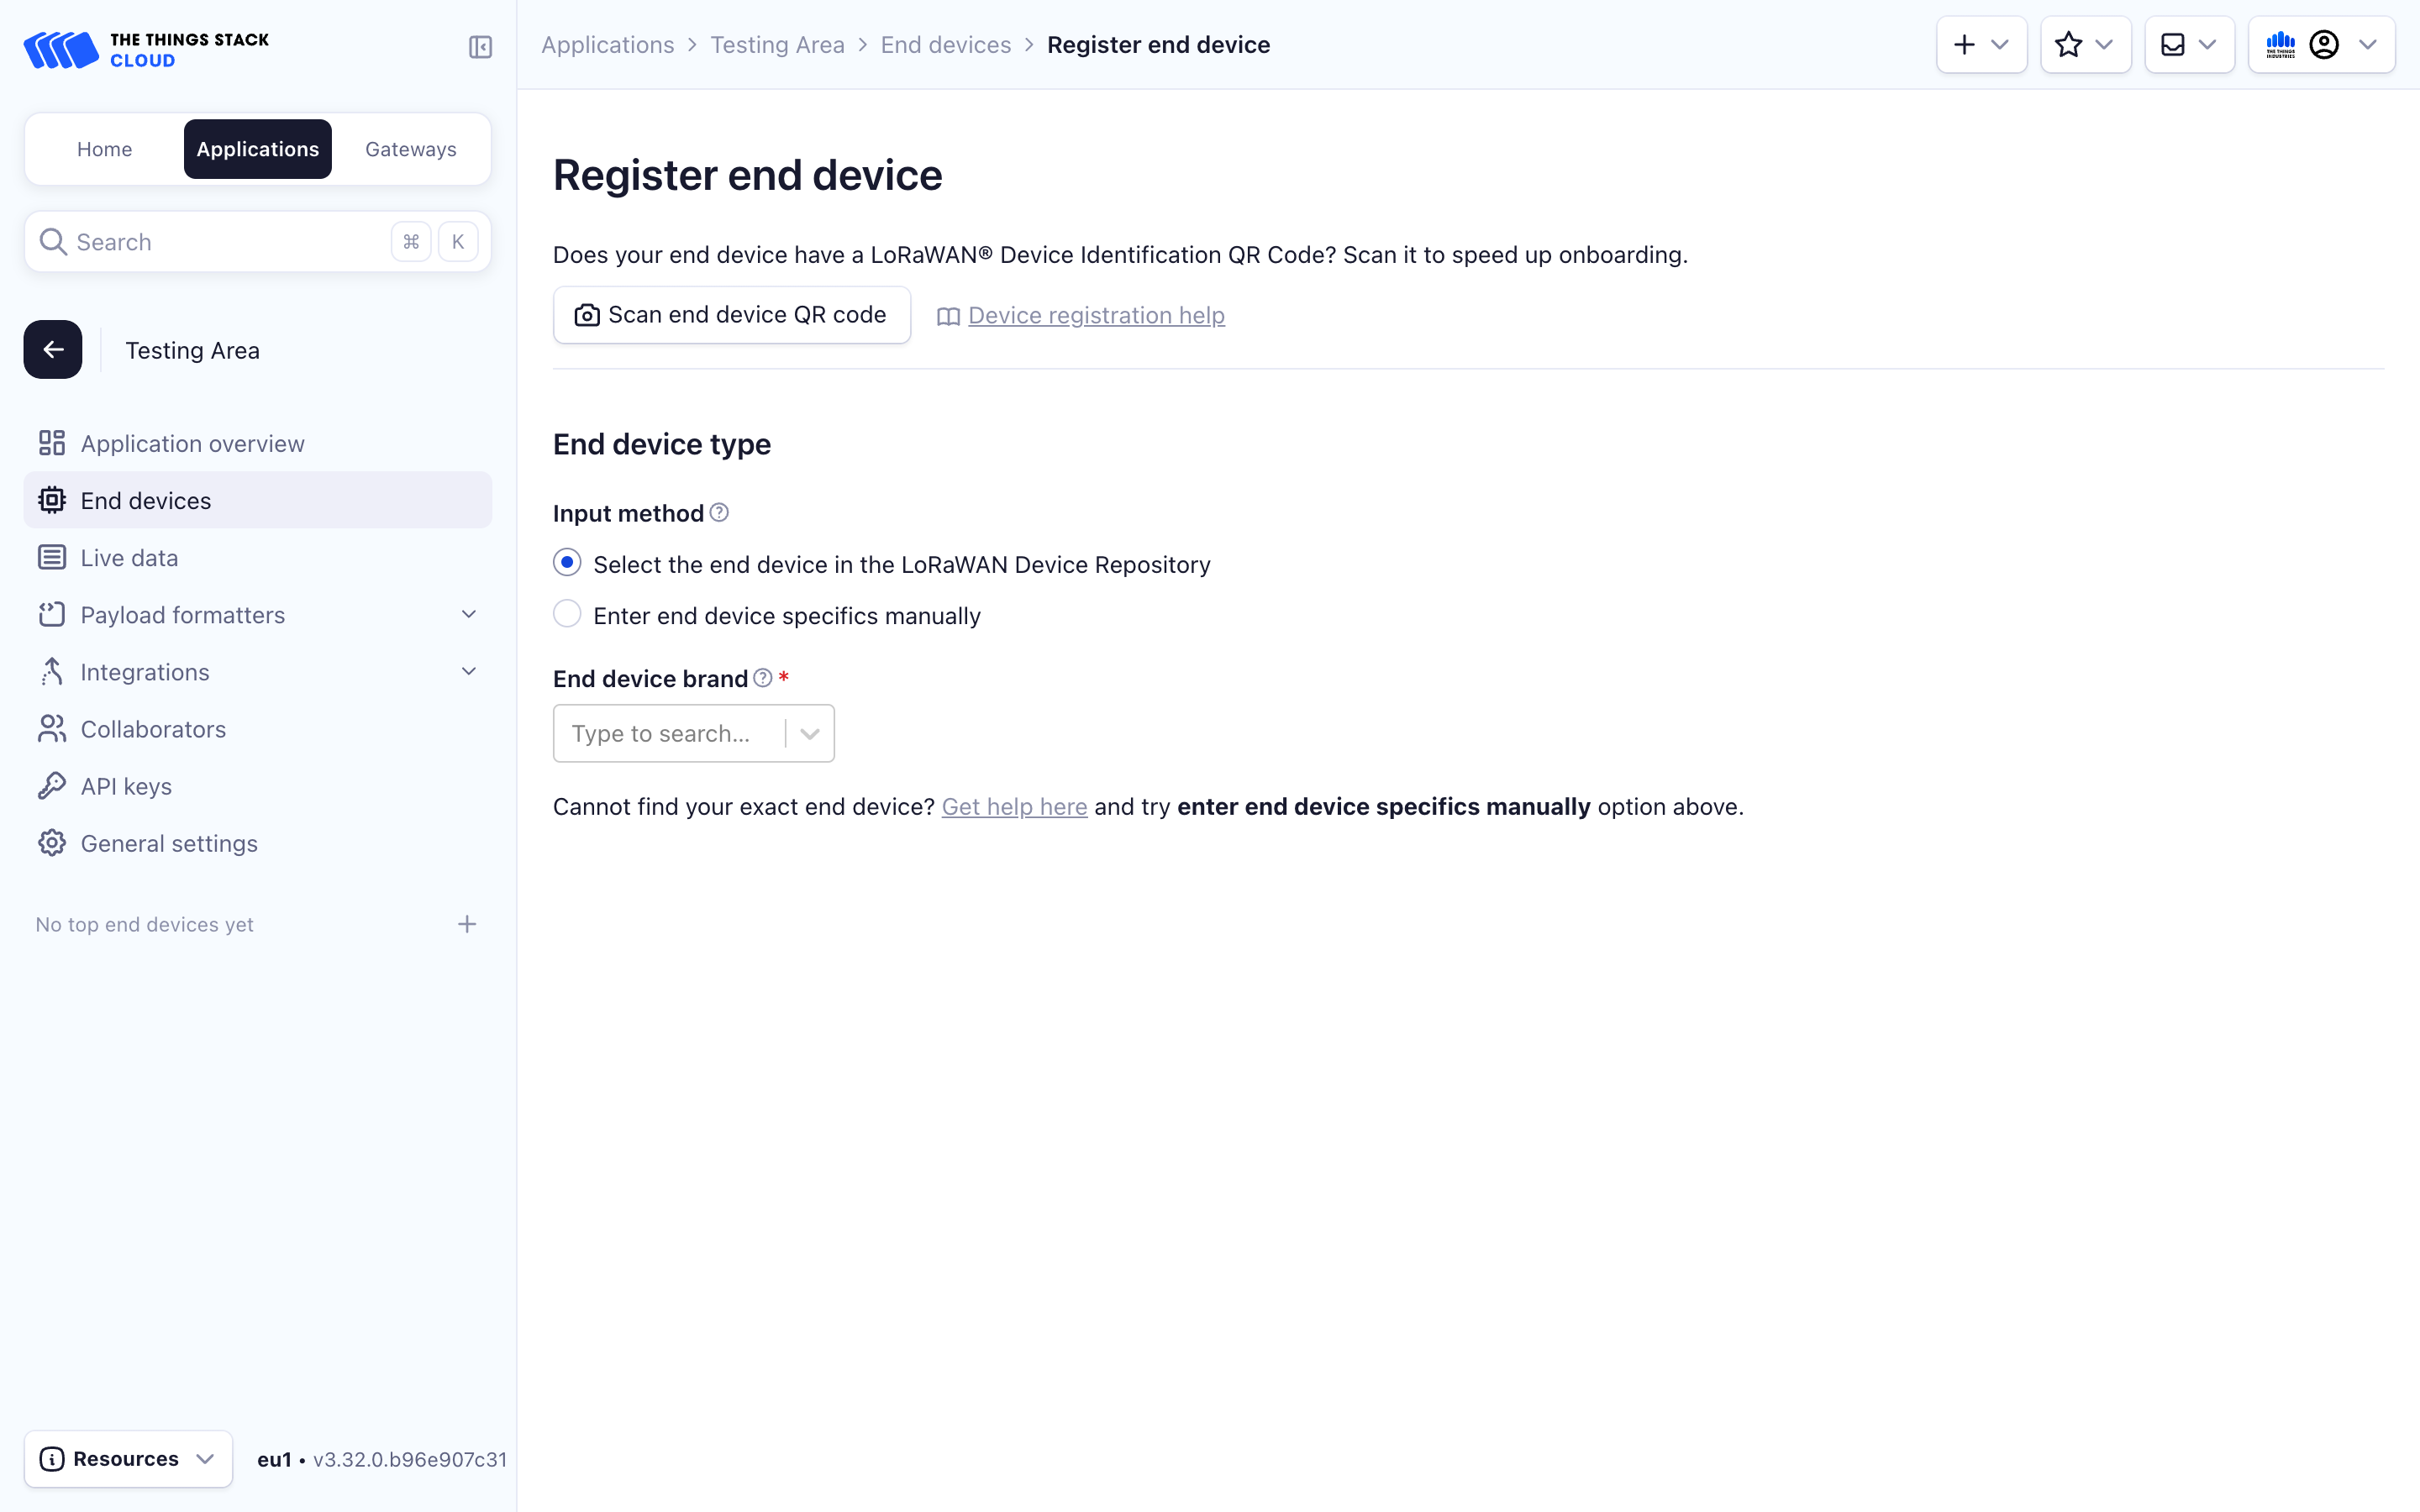 THE THINGS STACK
CLOUD
Home
Applications
Gateways
Search
⌘
K
Testing Area
Application overview
End devices
Live data
Payload formatters
Integrations
Collaborators
API keys
General settings
No top end devices yet
Resources
eu1 • v3.32.0.b96e907c31
Applications > Testing Area > End devices > Register end device
THE THINGS
INDUSTRIES
Register end device
Does your end device have a LoRaWAN® Device Identification QR Code? Scan it to speed up onboarding.
Scan end device QR code
Device registration help
End device type
Input method
Select the end device in the LoRaWAN Device Repository
Enter end device specifics manually
End device brand *
Type to search...
Cannot find your exact end device? Get help here and try enter end device specifics manually option above.